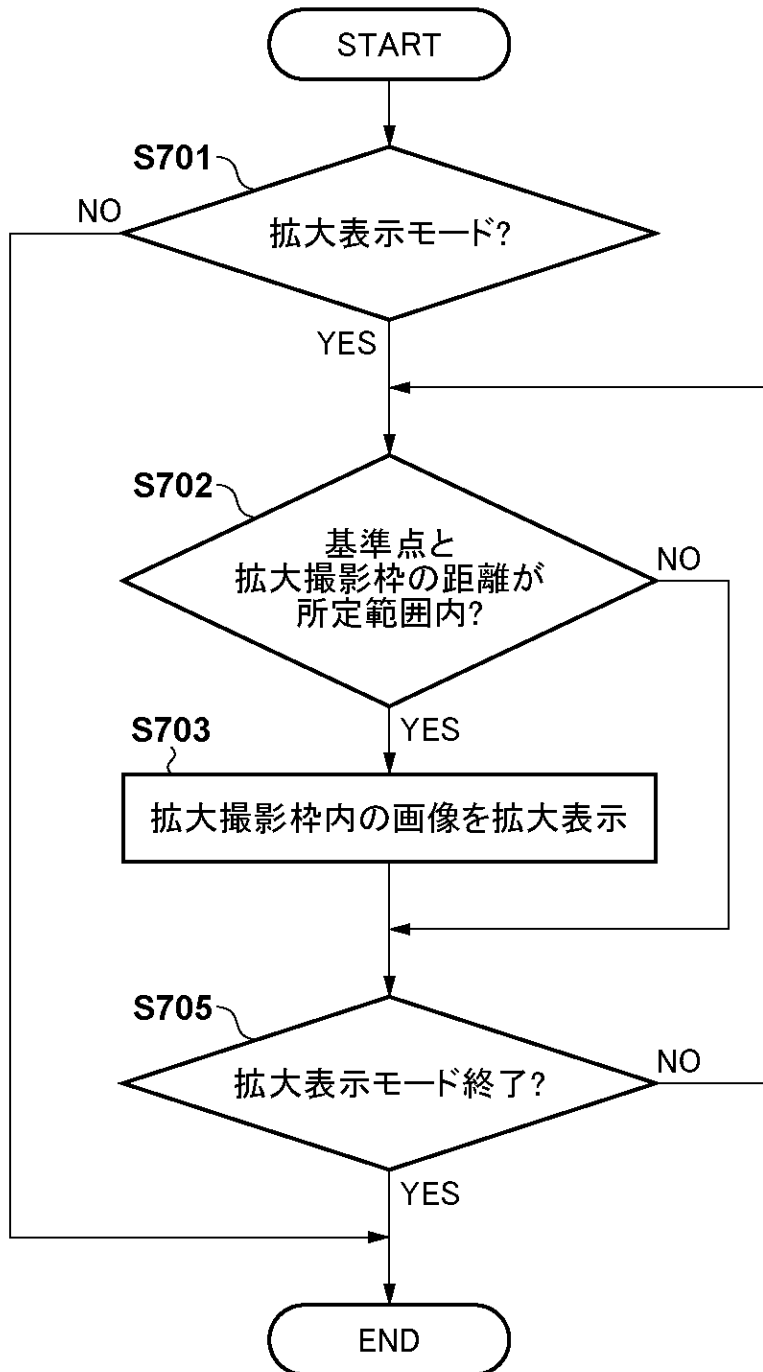 START
S701
NO
拡大表示モード?
YES
S702
基準点と
拡大撮影枠の距離が
所定範囲内?
NO
YES
S703
拡大撮影枠内の画像を拡大表示
S705
拡大表示モード終了?
NO
YES
END